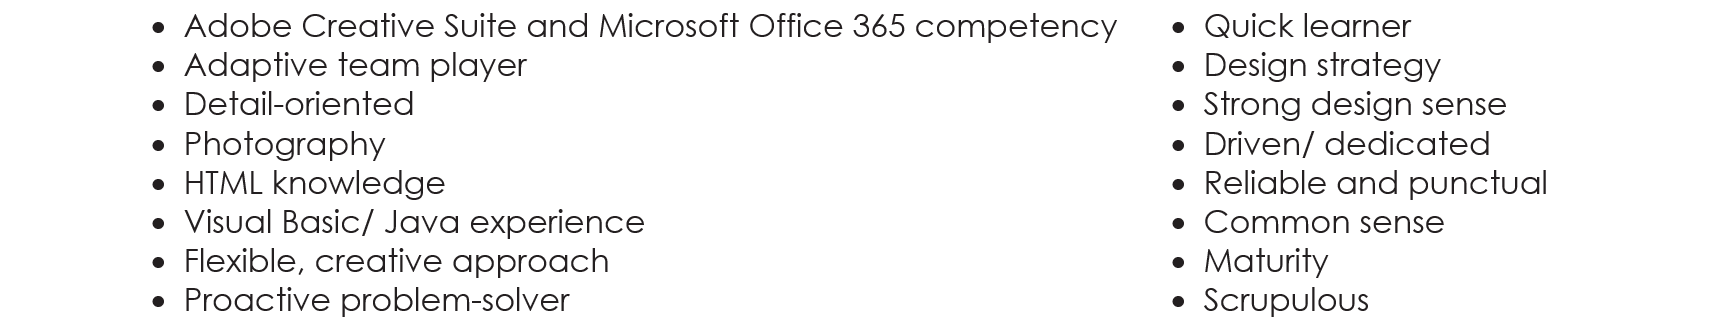 • Adobe Creative Suite and Microsoft Office 365 competency
• Adaptive team player
• Detail-oriented
• Photography
• HTML knowledge
• Visual Basic/ Java experience
• Flexible, creative approach
• Proactive problem-solver
• Quick learner
• Design strategy
• Strong design sense
• Driven/ dedicated
• Reliable and punctual
• Common sense
• Maturity
• Scrupulous